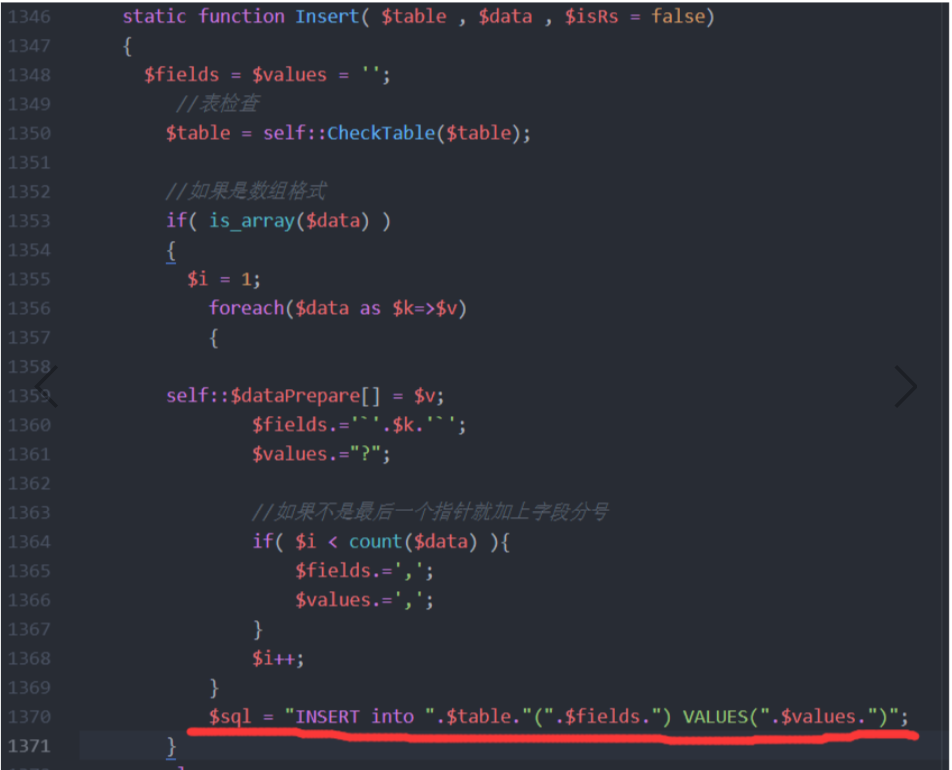 1346 static function Insert( $table , $data , $isRs = false)
1347 {
1348 $fields = $values = '';
1349 //表检查
1350 $table = self::CheckTable($table);
1351
1352 //如果是数组格式
1353 if( is_array($data) )
1354 {
1355 $i = 1;
1356 foreach($data as $k=>$v)
1357 {
1358
1359 self::$dataPrepare[] = $v;
1360 $fields.='`'.$k.'`';
1361 $values.="?";
1362
1363 //如果不是最后一个指针就加上字段分号
1364 if( $i < count($data) ){
1365 $fields.=',';
1366 $values.=',';
1367 }
1368 $i++;
1369 }
1370 $sql = "INSERT into ".$table."(".$fields.") VALUES(".$values.")";
1371 }